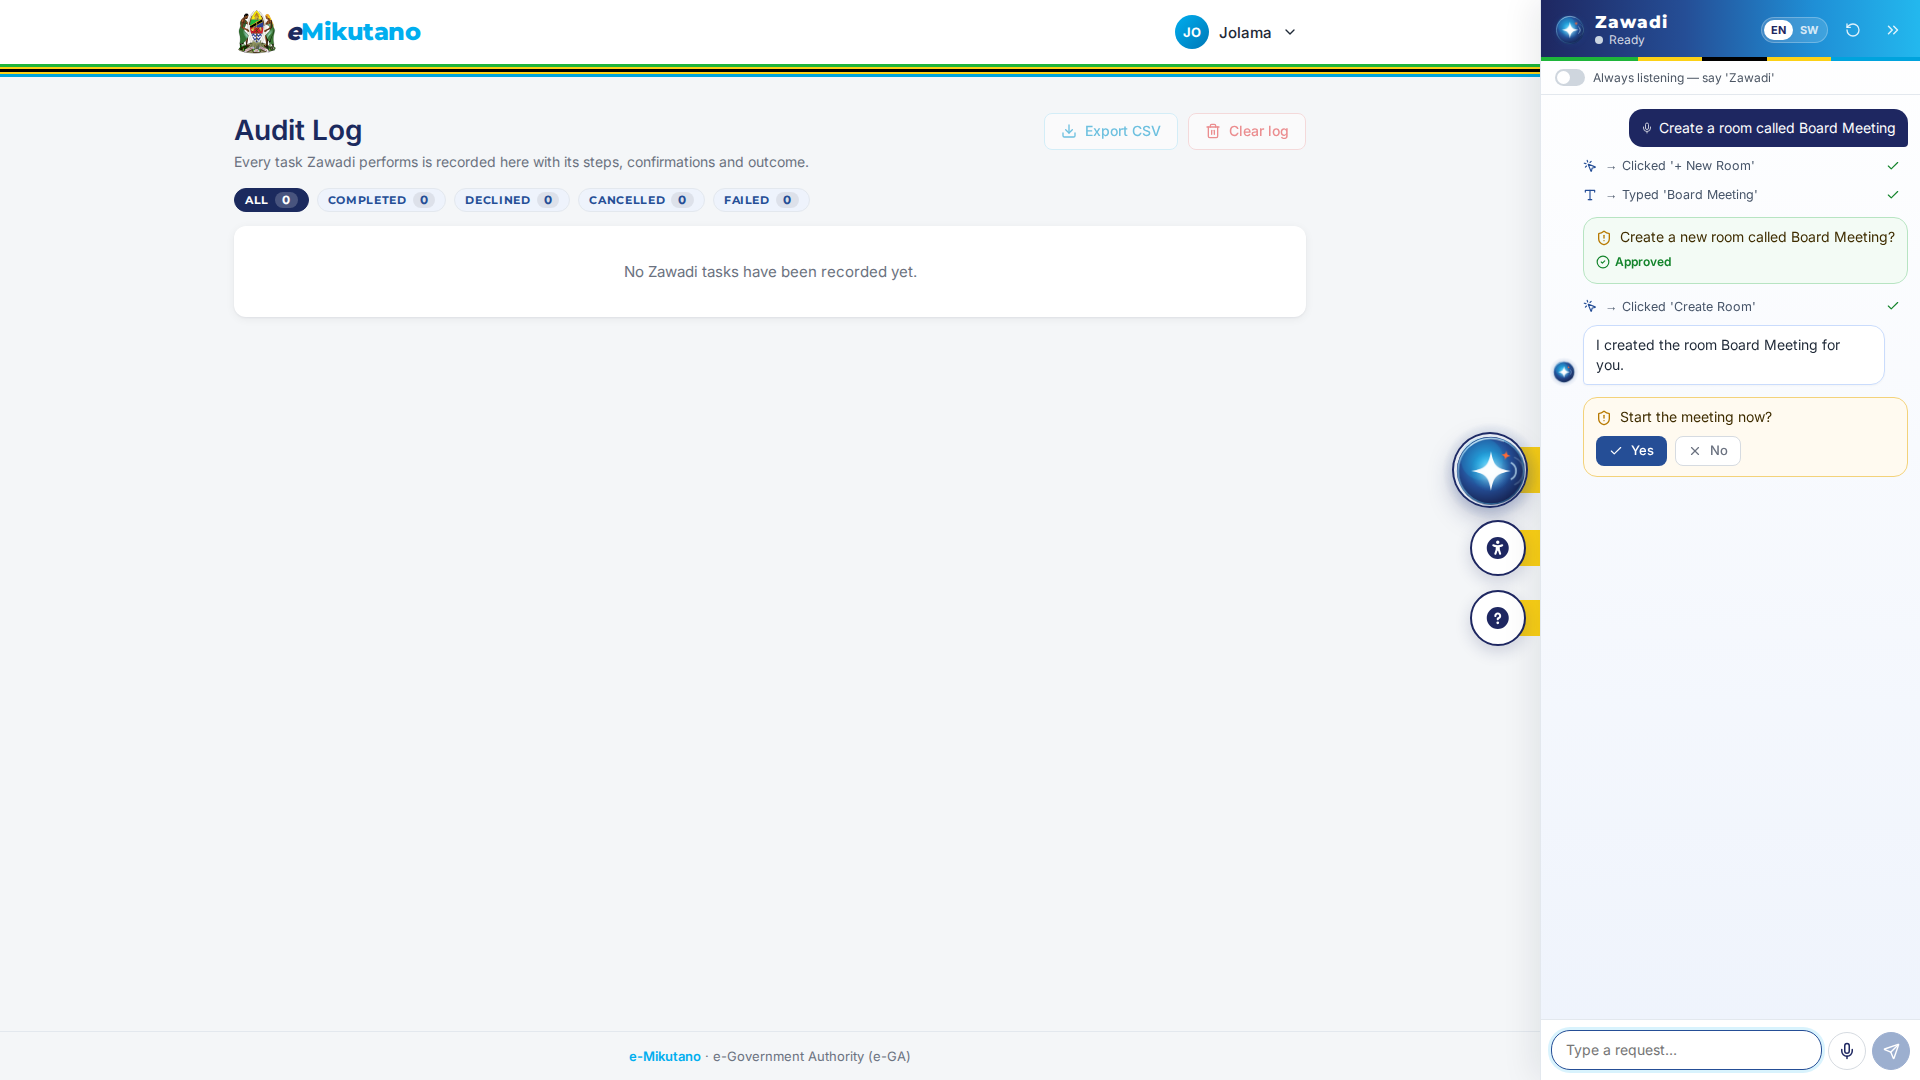 eMikutano
JO Jolama
Audit Log
Every task Zawadi performs is recorded here with its steps, confirmations and outcome.
Export CSV
Clear log
ALL 0
COMPLETED 0
DECLINED 0
CANCELLED 0
FAILED 0
No Zawadi tasks have been recorded yet.
e-Mikutano · e-Government Authority (e-GA)
Zawadi
Ready
EN SW
Always listening — say 'Zawadi'
Create a room called Board Meeting
→ Clicked '+ New Room'
→ Typed 'Board Meeting'
Create a new room called Board Meeting?
Approved
→ Clicked 'Create Room'
I created the room Board Meeting for
you.
Start the meeting now?
Yes
No
Type a request...